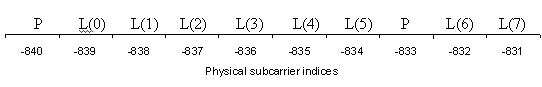 P L(0) L(1) L(2) L(3) L(4) L(5) P L(6) L(7)
-840 -839 -838 -837 -836 -835 -834 -833 -832 -831
Physical subcarrier indices